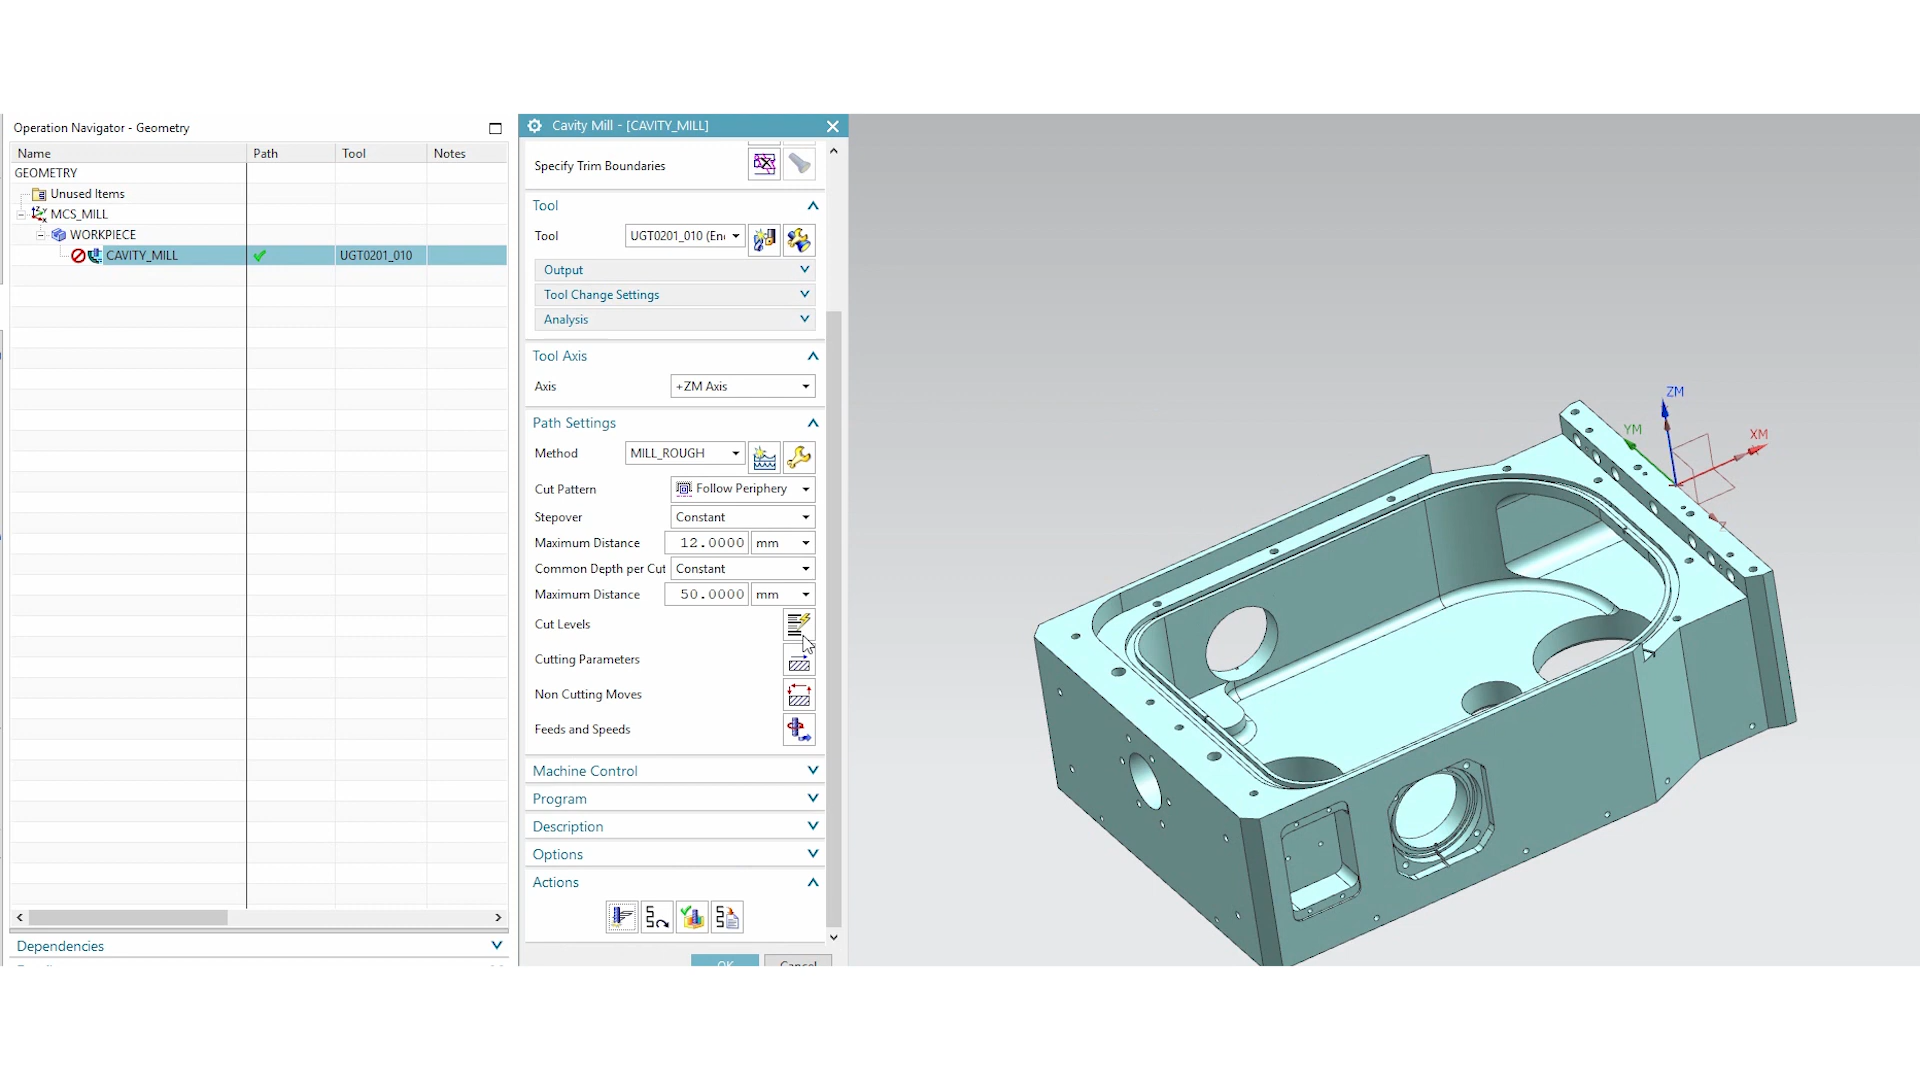 Operation Navigator - Geometry
Name Path Tool Notes
GEOMETRY
Unused Items
MCS_MILL
WORKPIECE
CAVITY_MILL UGT0201_010
Dependencies
Cavity Mill - [CAVITY_MILL]
Specify Trim Boundaries
Tool
Tool UGT0201_010 (En
Output
Tool Change Settings
Analysis
Tool Axis
Axis +ZM Axis
Path Settings
Method MILL_ROUGH
Cut Pattern Follow Periphery
Stepover Constant
Maximum Distance 12.0000 mm
Common Depth per Cut Constant
Maximum Distance 50.0000 mm
Cut Levels
Cutting Parameters
Non Cutting Moves
Feeds and Speeds
Machine Control
Program
Description
Options
Actions
OK Cancel
ZM
YM
XM